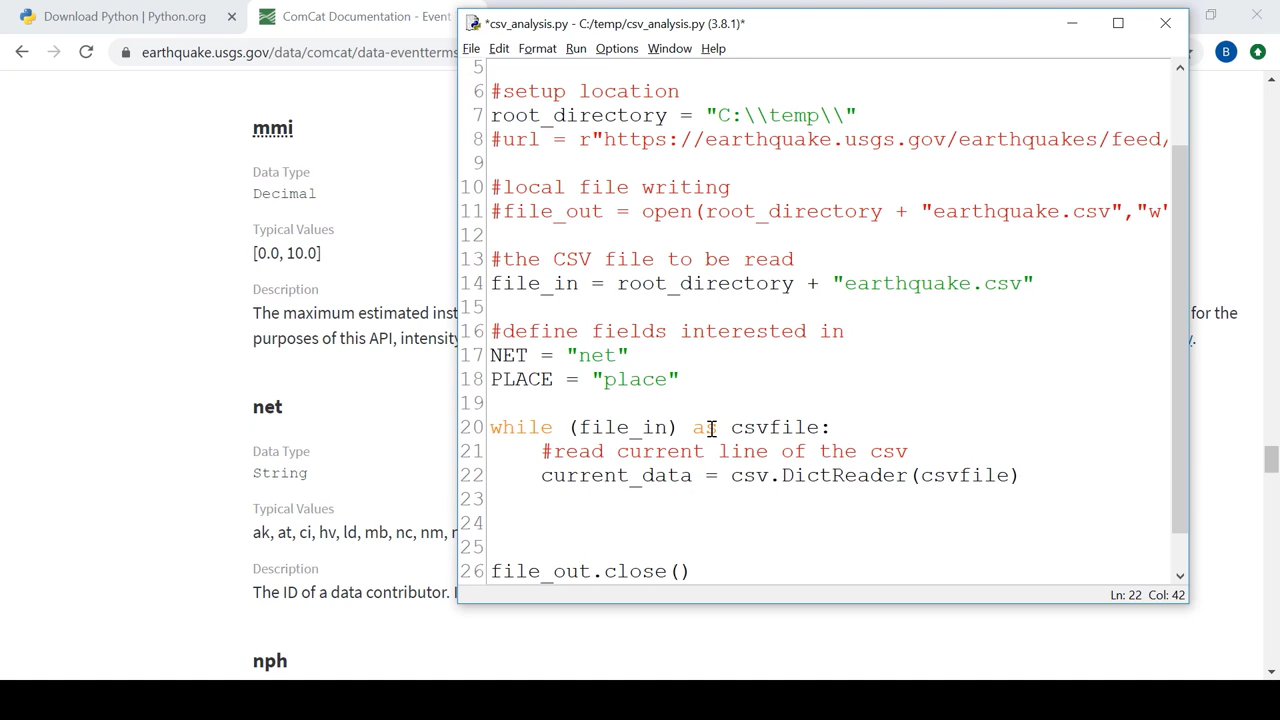 Download Python | Python.org
ComCat Documentation - Event
earthquake.usgs.gov/data/comcat/data-eventterms
B
mmi
Data Type
Decimal
Typical Values
[0.0, 10.0]
Description
The maximum estimated inst
for the
purposes of this API, intensity
net
Data Type
String
Typical Values
ak, at, ci, hv, ld, mb, nc, nm,
Description
The ID of a data contributor.
nph
*csv_analysis.py - C:/temp/csv_analysis.py (3.8.1)*
File Edit Format Run Options Window Help
5
6 #setup location
7 root_directory = "C:\\temp\\"
8 #url = r"https://earthquake.usgs.gov/earthquakes/feed/
9
10 #local file writing
11 #file_out = open(root_directory + "earthquake.csv","w'
12
13 #the CSV file to be read
14 file_in = root_directory + "earthquake.csv"
15
16 #define fields interested in
17 NET = "net"
18 PLACE = "place"
19
20 while (file_in) as csvfile:
21 #read current line of the csv
22 current_data = csv.DictReader(csvfile)
23
24
25
26 file_out.close()
Ln: 22 Col: 42